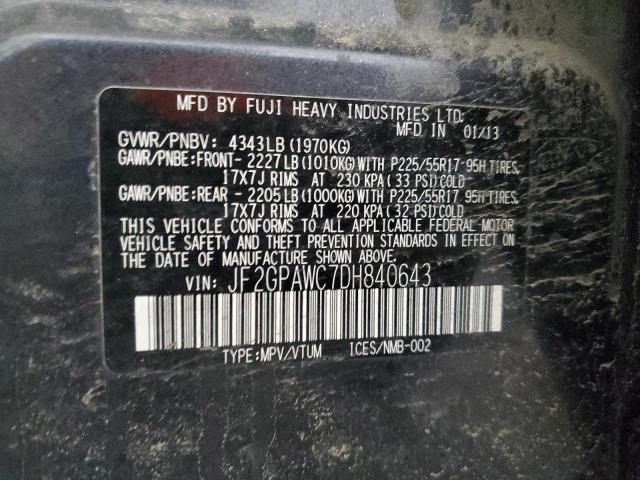 MFD BY FUJI HEAVY INDUSTRIES LTD.
MFD IN 01/13
GVWR/PNBV: 4343LB (1970KG)
GAWR/PNBE:FRONT- 2227LB (1010KG) WITH P225/55R17 95H TIRES,
17X7J RIMS AT 230 KPA (33 PSI) COLD
GAWR/PNBE:REAR - 2205LB (1000KG) WITH P225/55R17 95H TIRES,
17X7J RIMS AT 220 KPA (32 PSI) COLD
THIS VEHICLE CONFORMS TO ALL APPLICABLE FEDERAL MOTOR
VEHICLE SAFETY AND THEFT PREVENTION STANDARDS IN EFFECT ON
THE DATE OF MANUFACTURE SHOWN ABOVE.
VIN: JF2GPAWC7DH840643
TYPE:MPV/VTUM ICES/NMB-002